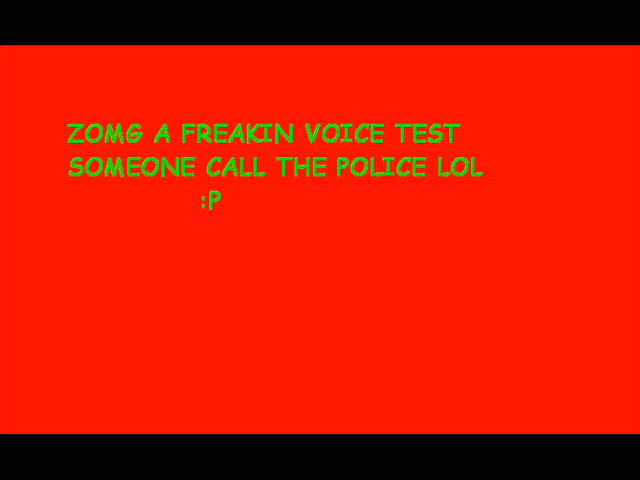 ZOMG A FREAKIN VOICE TEST
SOMEONE CALL THE POLICE LOL
:P